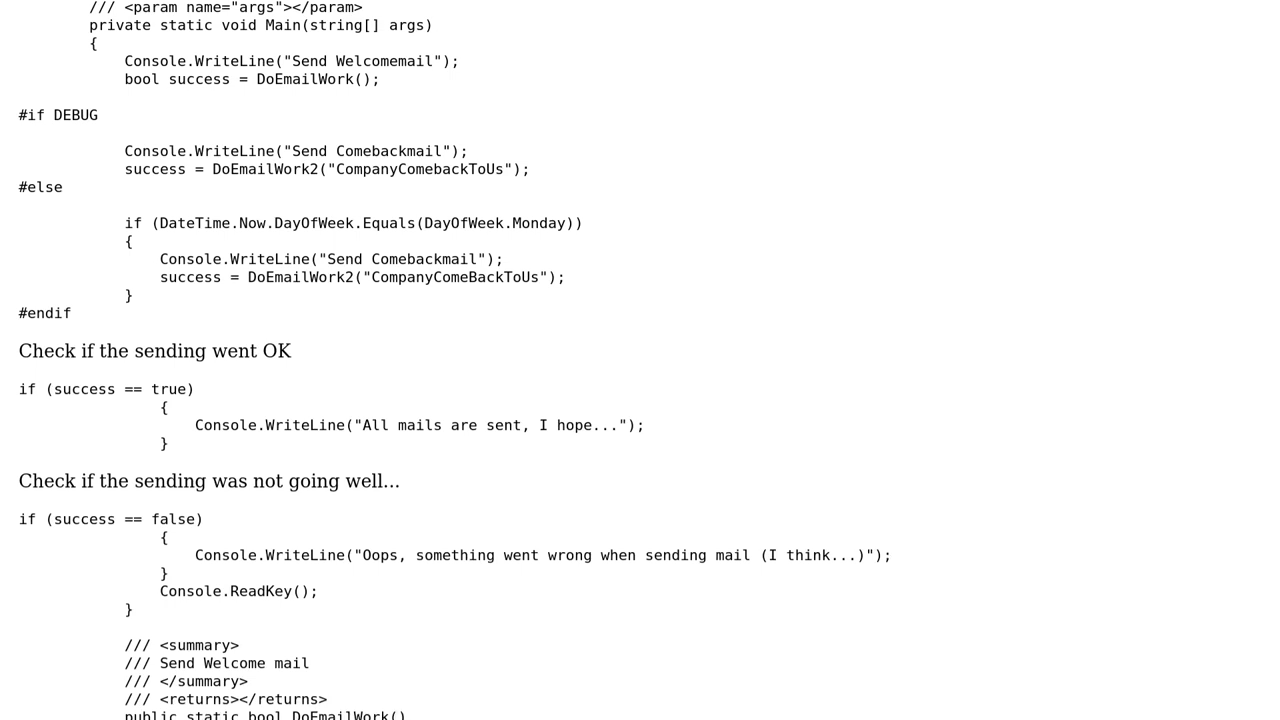 /// <param name="args"></param>
private static void Main(string[] args)
{
Console.WriteLine("Send Welcomemail");
bool success = DoEmailWork();
#if DEBUG
Console.WriteLine("Send Comebackmail");
success = DoEmailWork2("CompanyComebackToUs");
#else
if (DateTime.Now.DayOfWeek.Equals(DayOfWeek.Monday))
{
Console.WriteLine("Send Comebackmail");
success = DoEmailWork2("CompanyComeBackToUs");
}
#endif
Check if the sending went OK
if (success == true)
{
Console.WriteLine("All mails are sent, I hope...");
}
Check if the sending was not going well...
if (success == false)
{
Console.WriteLine("Oops, something went wrong when sending mail (I think...)");
}
Console.ReadKey();
}
/// <summary>
/// Send Welcome mail
/// </summary>
/// <returns></returns>
public static bool DoEmailWork()